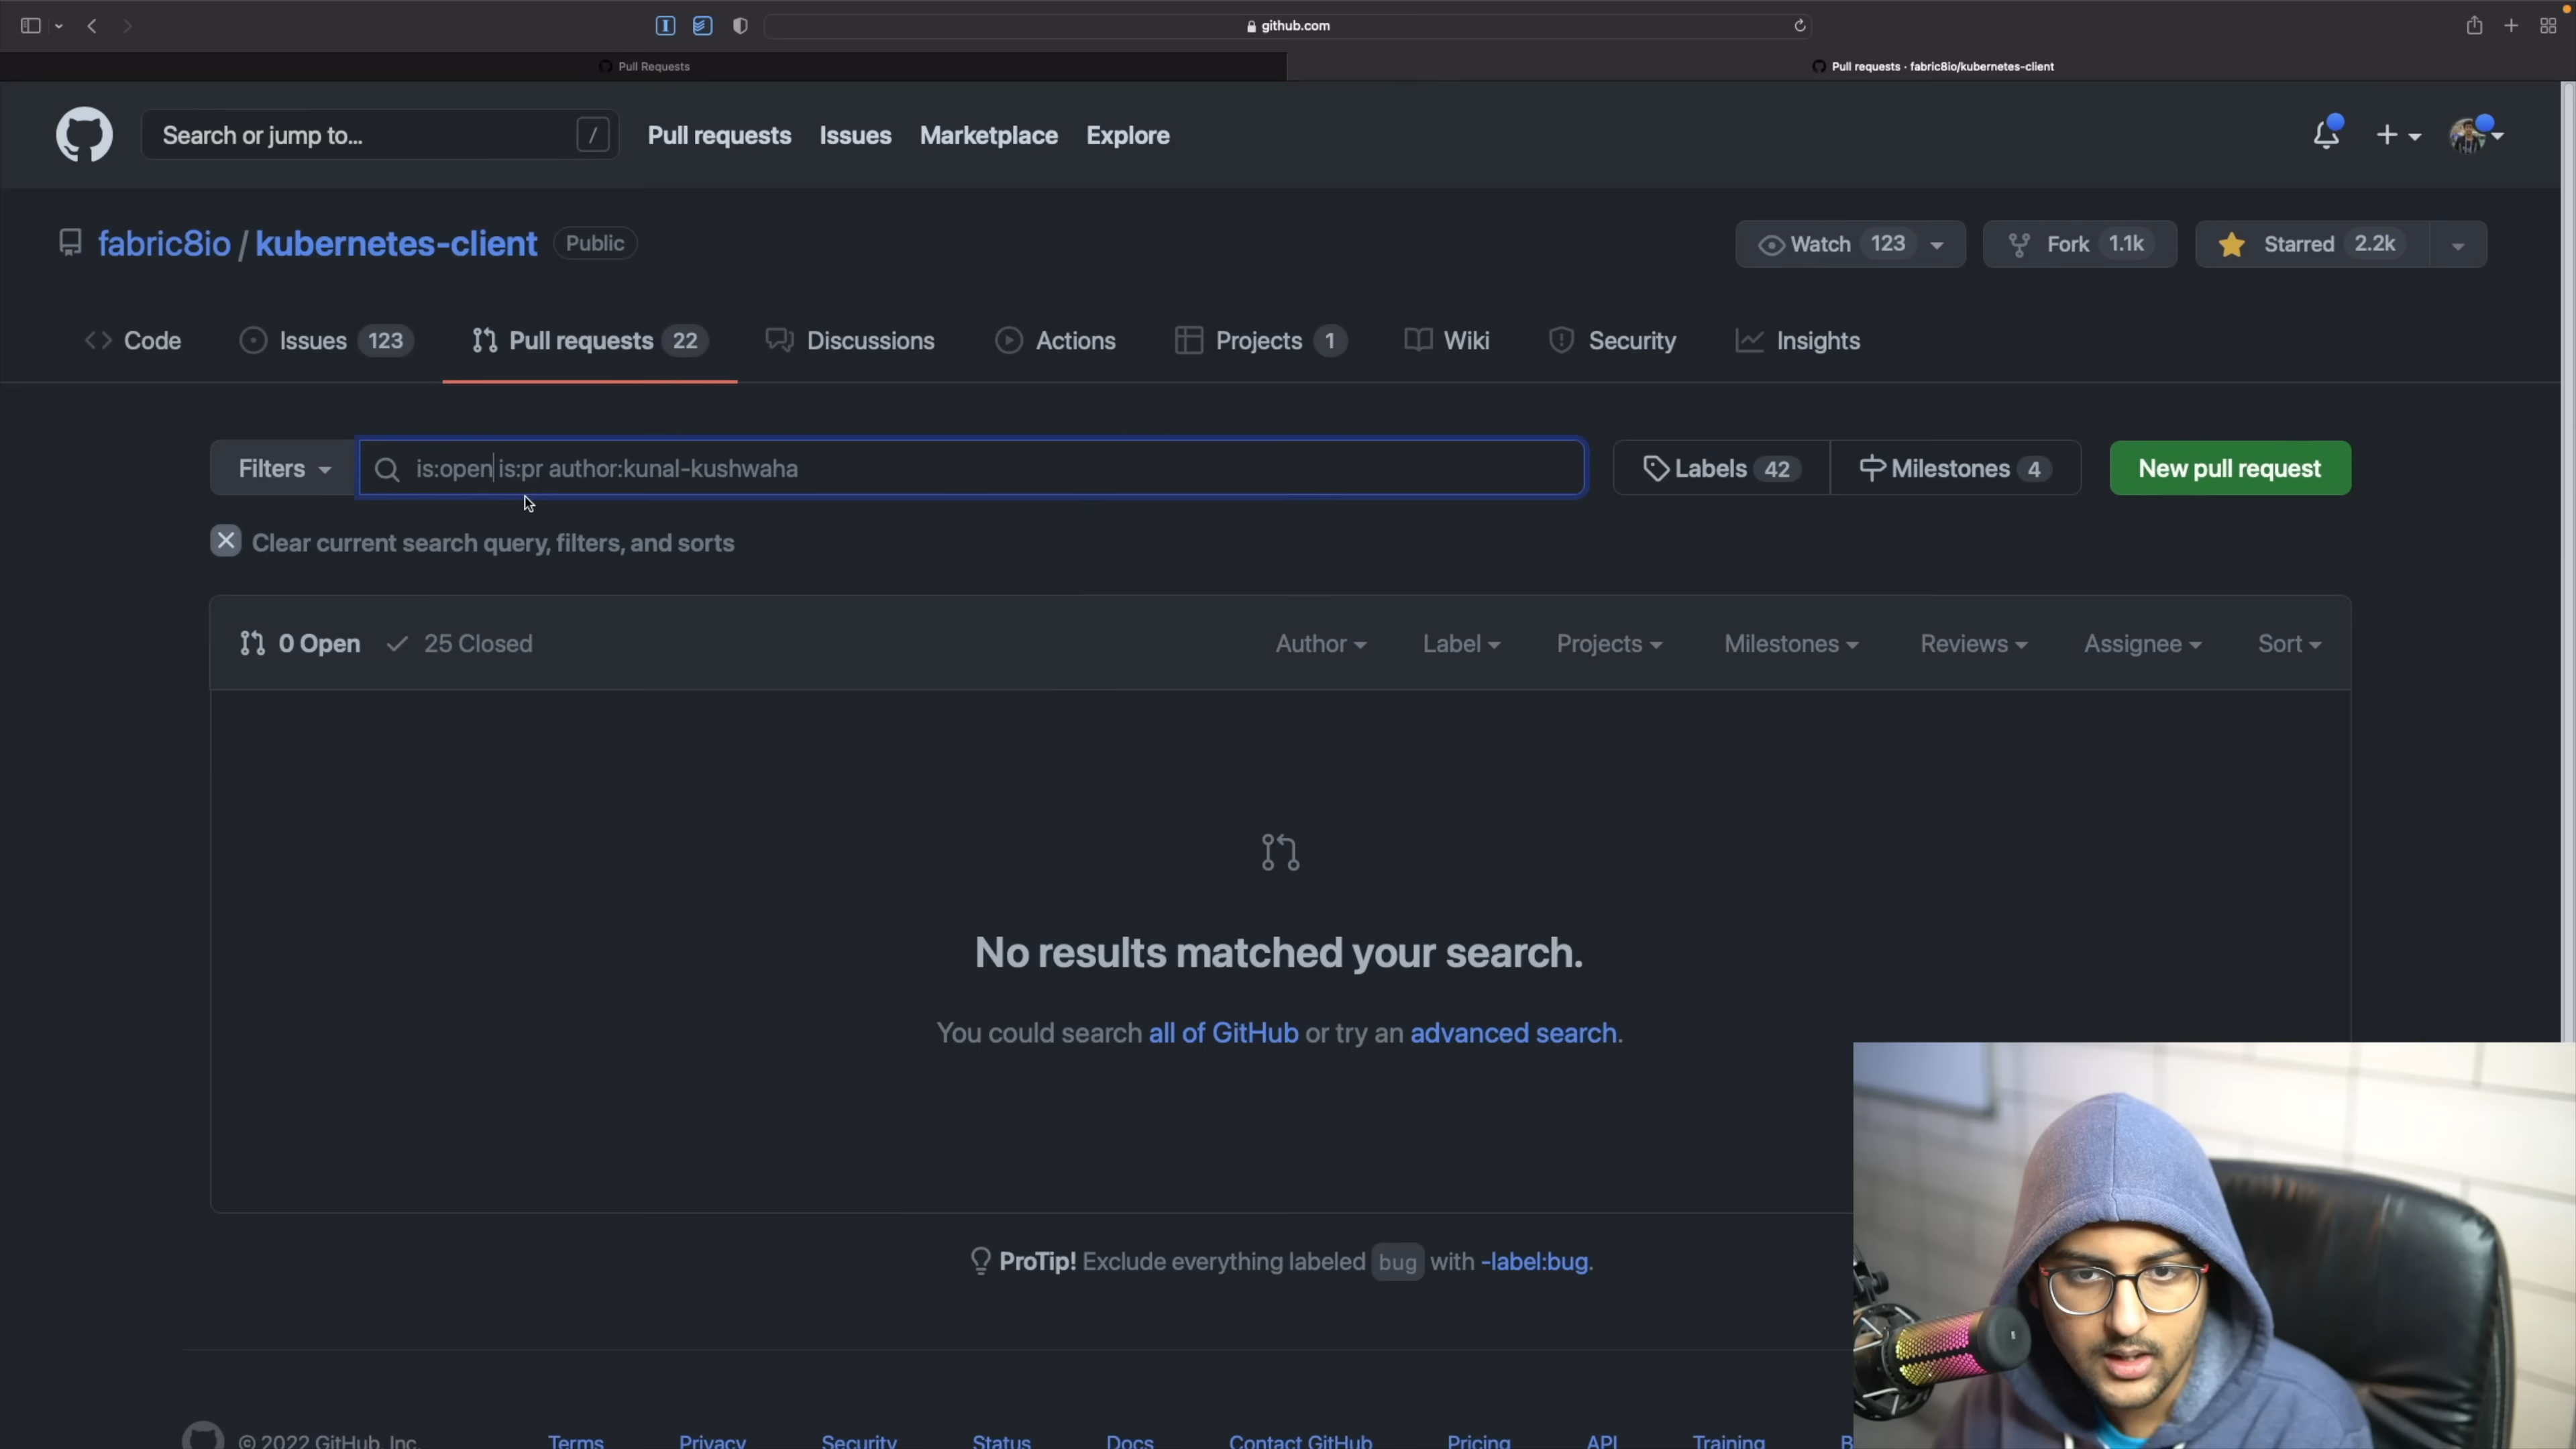 github.com
Pull Requests
Pull requests · fabric8io/kubernetes-client
Search or jump to... /
Pull requests Issues Marketplace Explore
fabric8io / kubernetes-client Public
Watch 123 Fork 1.1k Starred 2.2k
Code Issues 123 Pull requests 22 Discussions Actions Projects 1 Wiki Security Insights
Filters is:open is:pr author:kunal-kushwaha Labels 42 Milestones 4 New pull request
Clear current search query, filters, and sorts
0 Open 25 Closed Author Label Projects Milestones Reviews Assignee Sort
No results matched your search.
You could search all of GitHub or try an advanced search.
ProTip! Exclude everything labeled bug with -label:bug.
© 2022 GitHub, Inc. Terms Privacy Security Status Docs Contact GitHub Pricing API Training